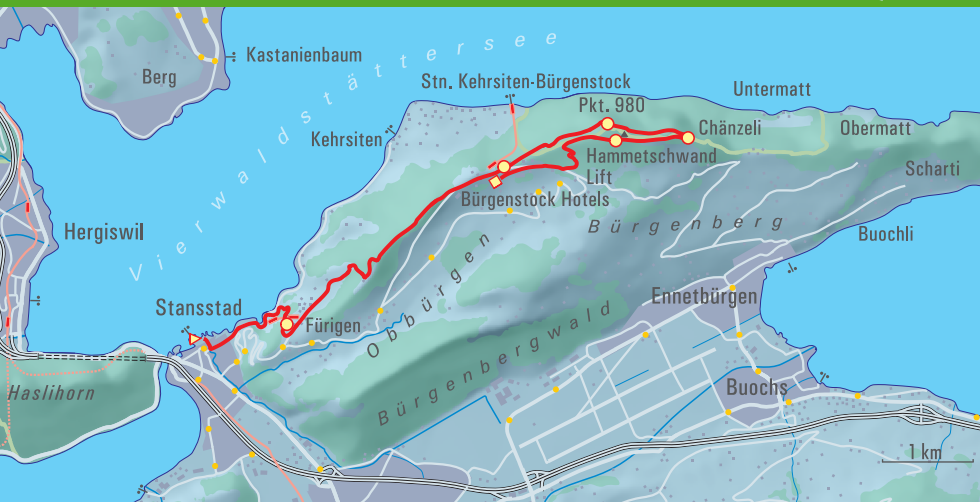 Kastanienbaum
Berg
Vierwaldstättersee
Stn. Kehrsiten-Bürgenstock
Untermatt
Pkt. 980
Kehrsiten
Chänzeli
Obermatt
Hammetschwand
Lift
Scharti
Bürgenstock Hotels
Hergiswil
Bürgenberg
Buochli
Stansstad
Ennetbürgen
Fürigen
Obbürgen
Bürgenbergwald
Haslihorn
Buochs
1 km